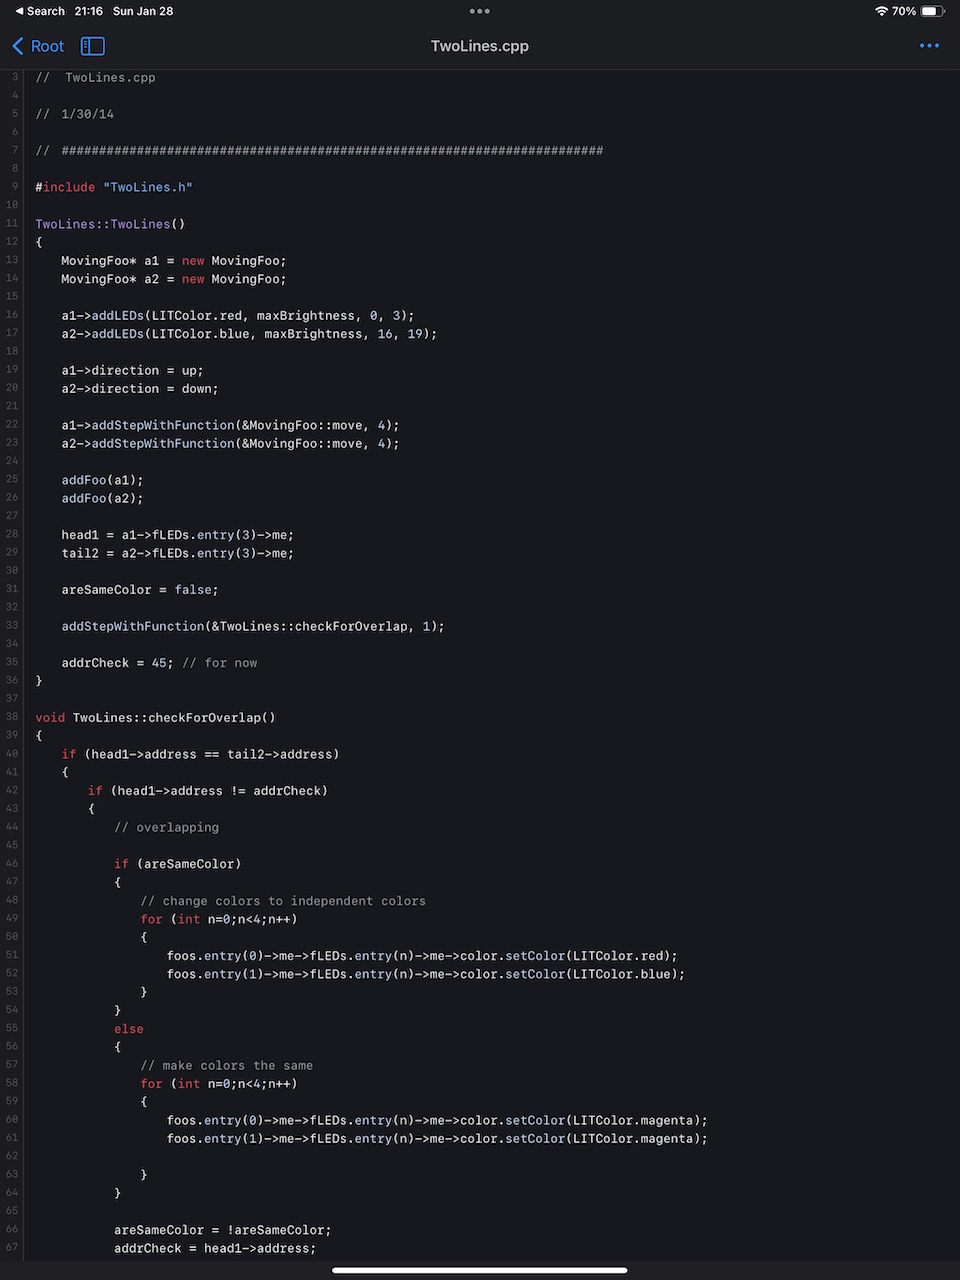 Search 21:16 Sun Jan 28 70%
Root TwoLines.cpp
3 // TwoLines.cpp
4
5 // 1/30/14
6
7 // ########################################################################
8
9 #include "TwoLines.h"
10
11 TwoLines::TwoLines()
12 {
13 MovingFoo* a1 = new MovingFoo;
14 MovingFoo* a2 = new MovingFoo;
15
16 a1->addLEDs(LITColor.red, maxBrightness, 0, 3);
17 a2->addLEDs(LITColor.blue, maxBrightness, 16, 19);
18
19 a1->direction = up;
20 a2->direction = down;
21
22 a1->addStepWithFunction(&MovingFoo::move, 4);
23 a2->addStepWithFunction(&MovingFoo::move, 4);
24
25 addFoo(a1);
26 addFoo(a2);
27
28 head1 = a1->fLEDs.entry(3)->me;
29 tail2 = a2->fLEDs.entry(3)->me;
30
31 areSameColor = false;
32
33 addStepWithFunction(&TwoLines::checkForOverlap, 1);
34
35 addrCheck = 45; // for now
36 }
37
38 void TwoLines::checkForOverlap()
39 {
40 if (head1->address == tail2->address)
41 {
42 if (head1->address != addrCheck)
43 {
44 // overlapping
45
46 if (areSameColor)
47 {
48 // change colors to independent colors
49 for (int n=0;n<4;n++)
50 {
51 foos.entry(0)->me->fLEDs.entry(n)->me->color.setColor(LITColor.red);
52 foos.entry(1)->me->fLEDs.entry(n)->me->color.setColor(LITColor.blue);
53 }
54 }
55 else
56 {
57 // make colors the same
58 for (int n=0;n<4;n++)
59 {
60 foos.entry(0)->me->fLEDs.entry(n)->me->color.setColor(LITColor.magenta);
61 foos.entry(1)->me->fLEDs.entry(n)->me->color.setColor(LITColor.magenta);
62
63 }
64 }
65
66 areSameColor = !areSameColor;
67 addrCheck = head1->address;